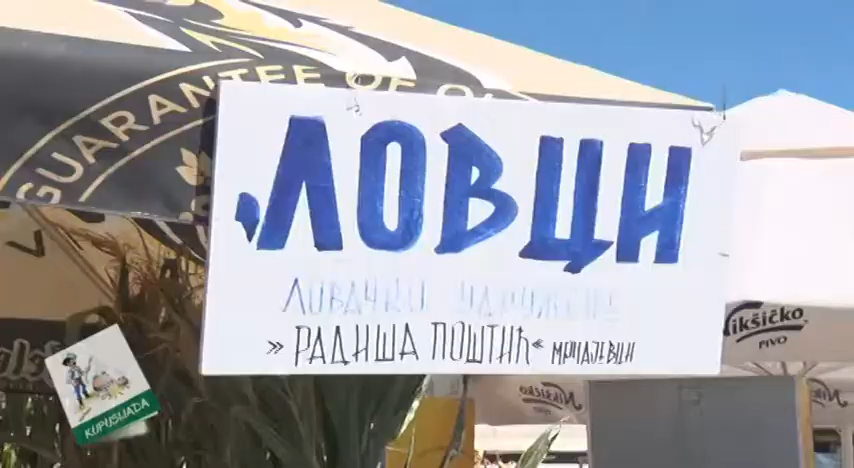 GUARANTEE OF
ЛОВЦИ
ЛОВАЧКО УДРУЖЕЊЕ
»РАДИША ПОШТИЋ« МРЧАЈЕВЦИ
Nikšićko
PIVO
KUPUSIJADA